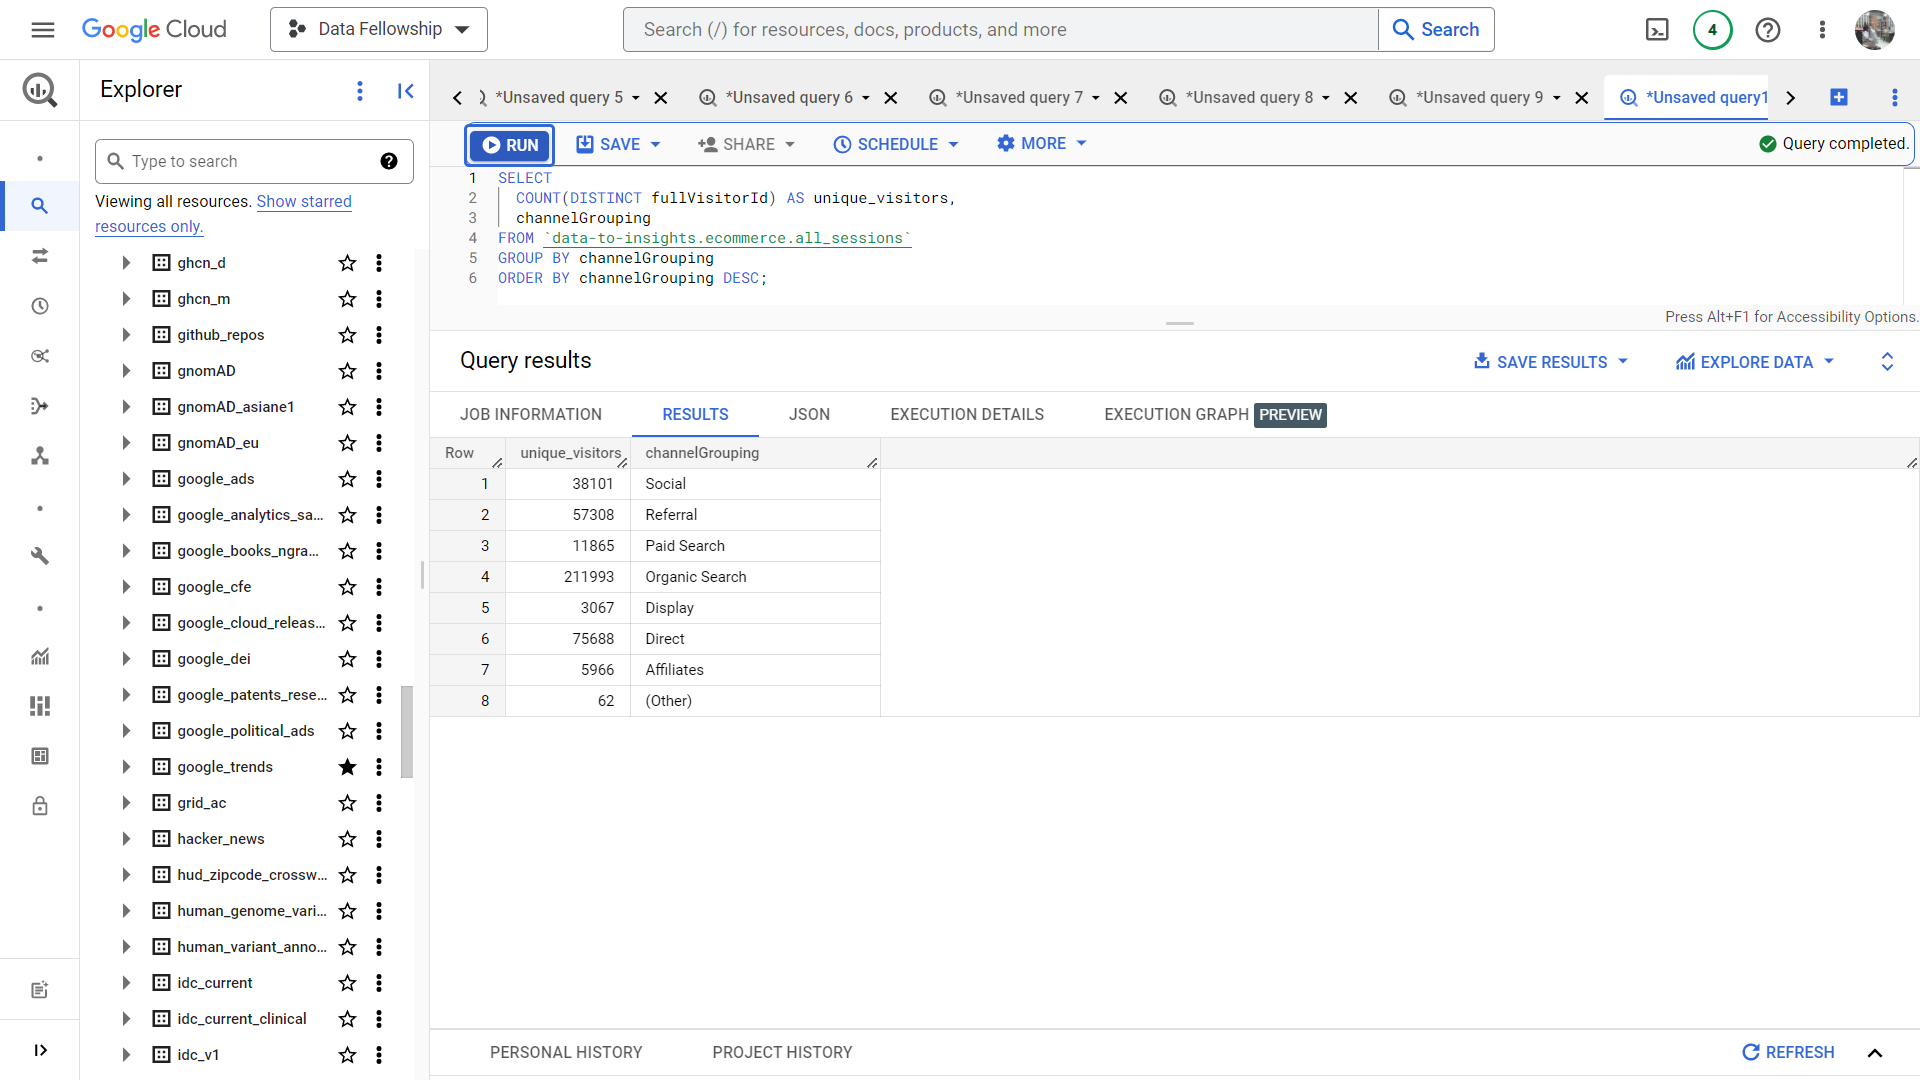 Google Cloud
Data Fellowship
Search (/) for resources, docs, products, and more
Search
4
Explorer
*Unsaved query 5
*Unsaved query 6
*Unsaved query 7
*Unsaved query 8
*Unsaved query 9
*Unsaved query1
RUN
SAVE
SHARE
SCHEDULE
MORE
Query completed.
Type to search
Viewing all resources. Show starred
resources only.
ghcn_d
ghcn_m
github_repos
gnomAD
gnomAD_asiane1
gnomAD_eu
google_ads
google_analytics_sa...
google_books_ngra...
google_cfe
google_cloud_releas...
google_dei
google_patents_rese...
google_political_ads
google_trends
grid_ac
hacker_news
hud_zipcode_crossw...
human_genome_vari...
human_variant_anno...
idc_current
idc_current_clinical
idc_v1
1 SELECT
2 COUNT(DISTINCT fullVisitorId) AS unique_visitors,
3 channelGrouping
4 FROM `data-to-insights.ecommerce.all_sessions`
5 GROUP BY channelGrouping
6 ORDER BY channelGrouping DESC;
Press Alt+F1 for Accessibility Options.
Query results
SAVE RESULTS
EXPLORE DATA
JOB INFORMATION
RESULTS
JSON
EXECUTION DETAILS
EXECUTION GRAPH PREVIEW
Row unique_visitors channelGrouping
1 38101 Social
2 57308 Referral
3 11865 Paid Search
4 211993 Organic Search
5 3067 Display
6 75688 Direct
7 5966 Affiliates
8 62 (Other)
PERSONAL HISTORY
PROJECT HISTORY
REFRESH